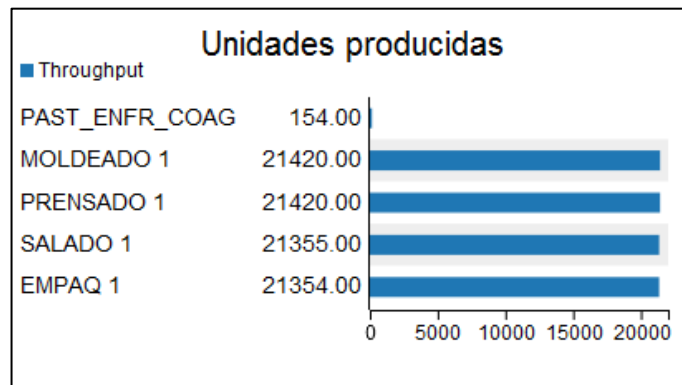 Unidades producidas
Throughput
PAST_ENFR_COAG 154.00
MOLDEADO 1 21420.00
PRENSADO 1 21420.00
SALADO 1 21355.00
EMPAQ 1 21354.00
0 5000 10000 15000 20000